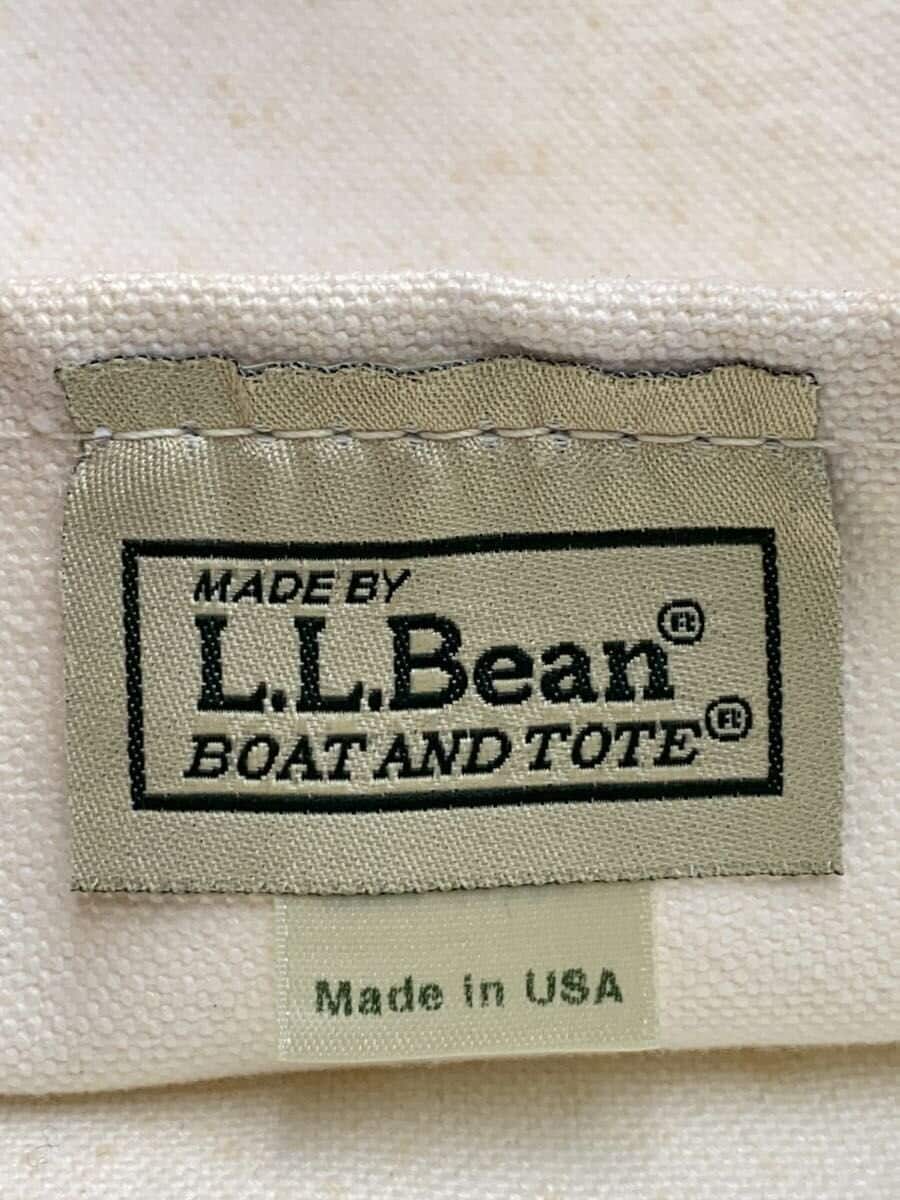 MADE BY
L.L.Bean®
BOAT AND TOTE®
Made in USA